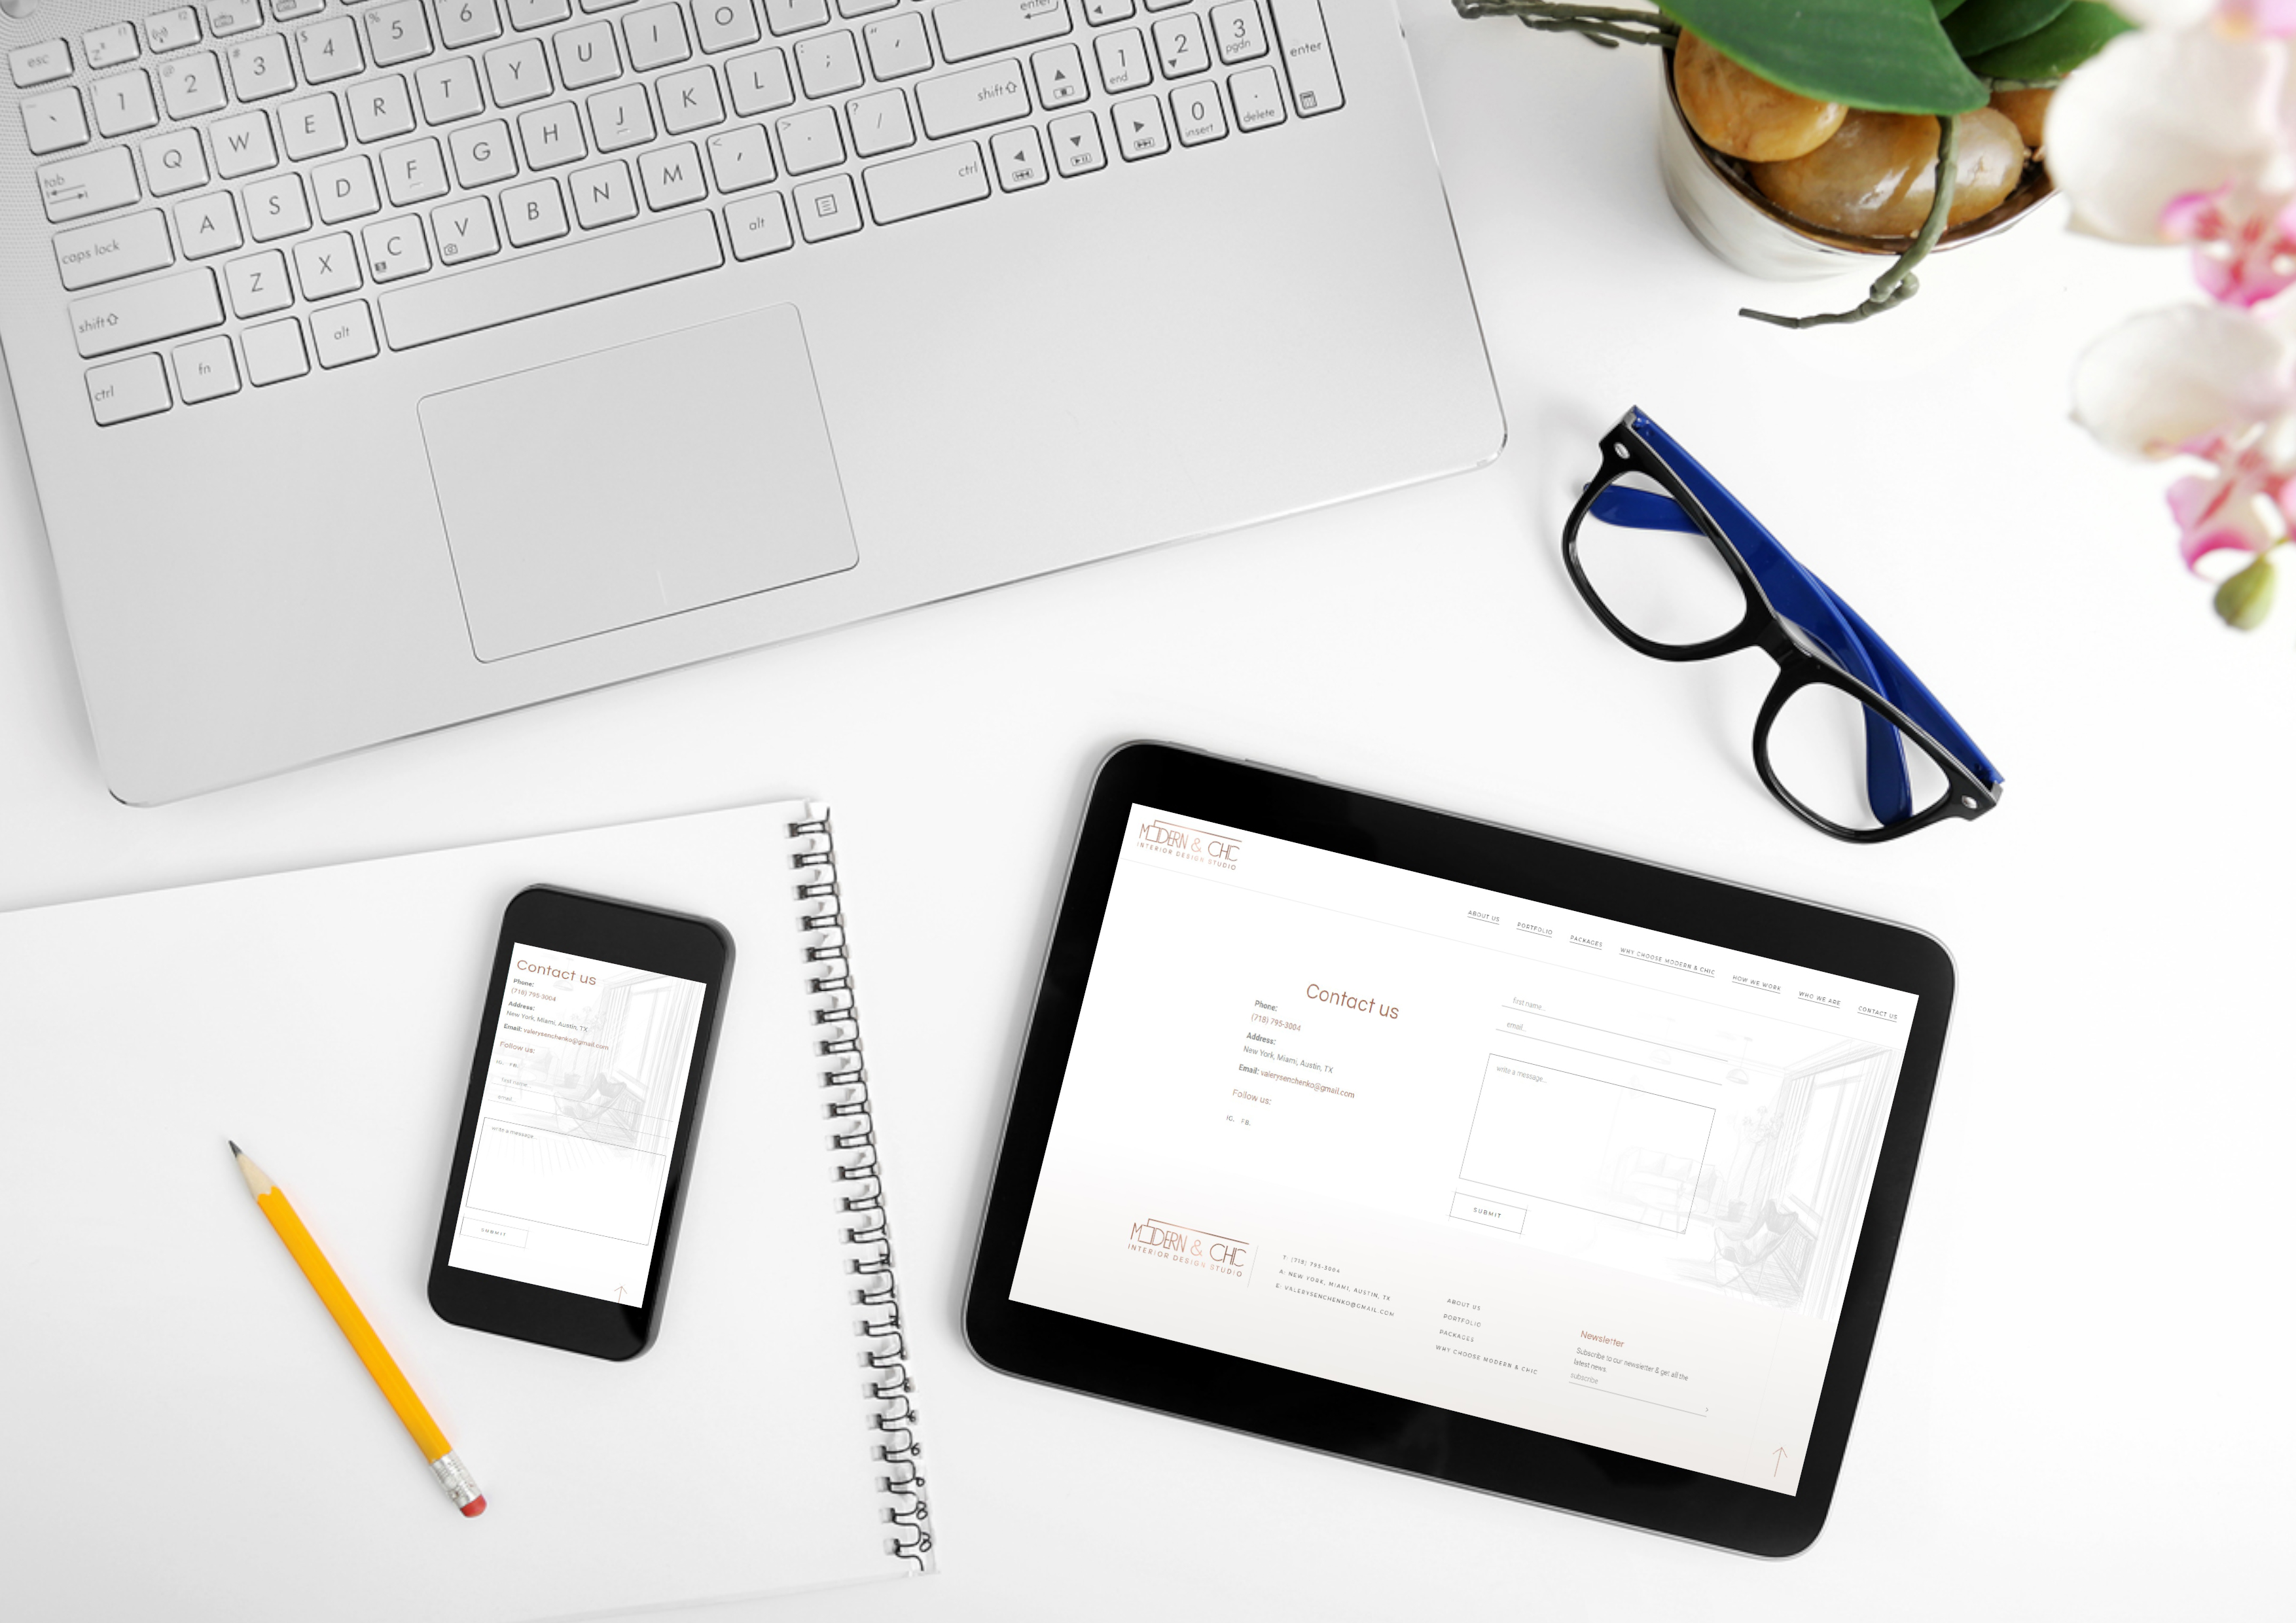 esc
f1
f2
% 5
6
$ 4
# 3
@ 2
! 1
`
enter
3 pgdn
2
1 end
enter
tab Q W E R T Y U I O
caps lock A S D F G H J K L ; "
'
shift Z X C V B N M < , > . ? / shift
0 insert
. delete
ctrl fn alt alt ctrl
Contact us
Phone:
(718) 795-3004
Address:
New York, Miami, Austin, TX
Email: valerysenchenko@gmail.com
Follow us:
IG. FB.
first name
email...
write a message...
SUBMIT
MODERN & CHIC
INTERIOR DESIGN STUDIO
ABOUT US PORTFOLIO PACKAGES WHY CHOOSE MODERN & CHIC HOW WE WORK WHO WE ARE CONTACT US
Contact us
Phone:
(718) 795-3004
Address:
New York, Miami, Austin, TX
Email: valerysenchenko@gmail.com
Follow us:
IG. FB.
first name...
email...
write a message...
SUBMIT
MODERN & CHIC
INTERIOR DESIGN STUDIO
T: (718) 795-3004
A: NEW YORK, MIAMI, AUSTIN, TX
E: VALERYSENCHENKO@GMAIL.COM
ABOUT US
PORTFOLIO
PACKAGES
WHY CHOOSE MODERN & CHIC
Newsletter
Subscribe to our newsletter & get all the
latest news
subscribe